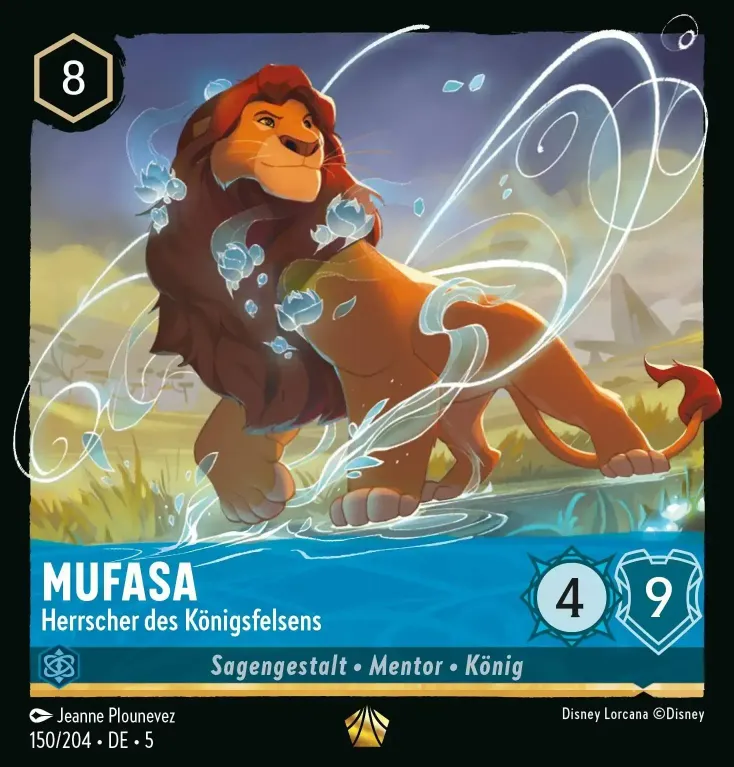 8
MUFASA
Herrscher des Königsfelsens
4
9
Sagengestalt • Mentor • König
Jeanne Plounevez
Disney Lorcana ©Disney
150/204 • DE • 5